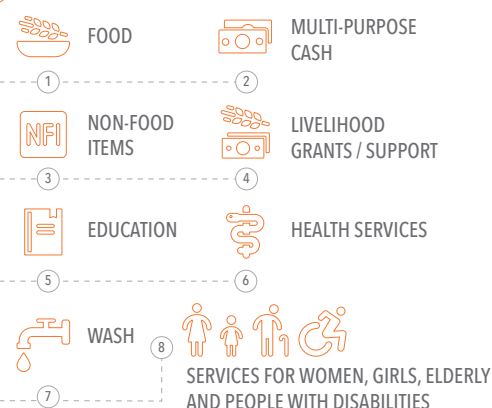 FOOD
MULTI-PURPOSE
CASH
1
2
NFI
NON-FOOD
ITEMS
LIVELIHOOD
GRANTS / SUPPORT
3
4
EDUCATION
HEALTH SERVICES
5
6
WASH
8
SERVICES FOR WOMEN, GIRLS, ELDERLY
AND PEOPLE WITH DISABILITIES
7